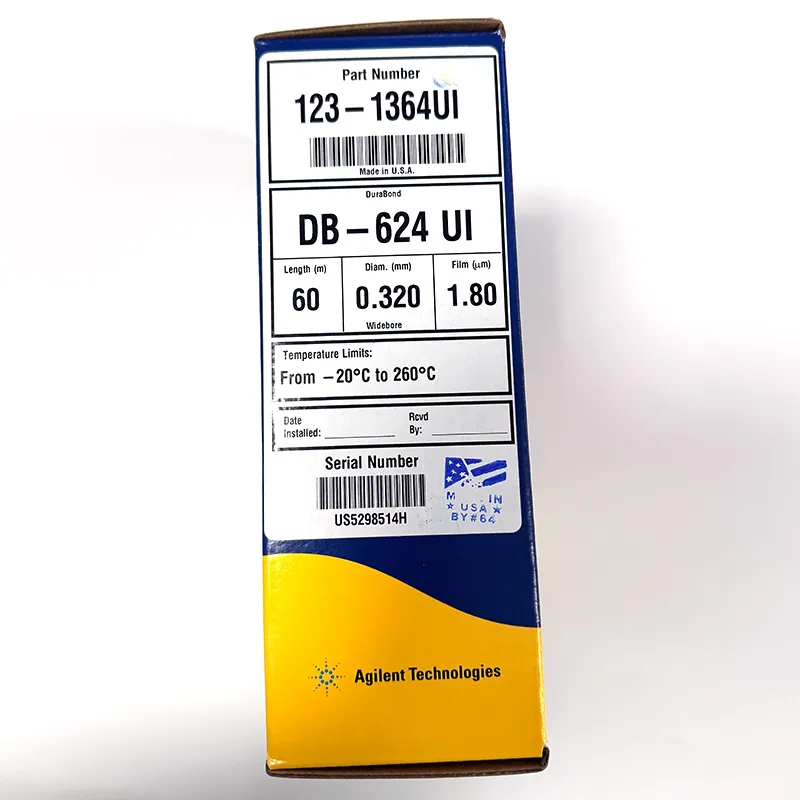 Part Number
123-1364UI
Made in U.S.A.
DuraBond
DB-624 UI
Length (m) Diam. (mm) Film (µm)
60 0.320 1.80
Widebore
Temperature Limits:
From -20°C to 260°C
Date Rcvd
Installed: By:
Serial Number
US5298514H
IN
★ USA ★
BY#64
Agilent Technologies